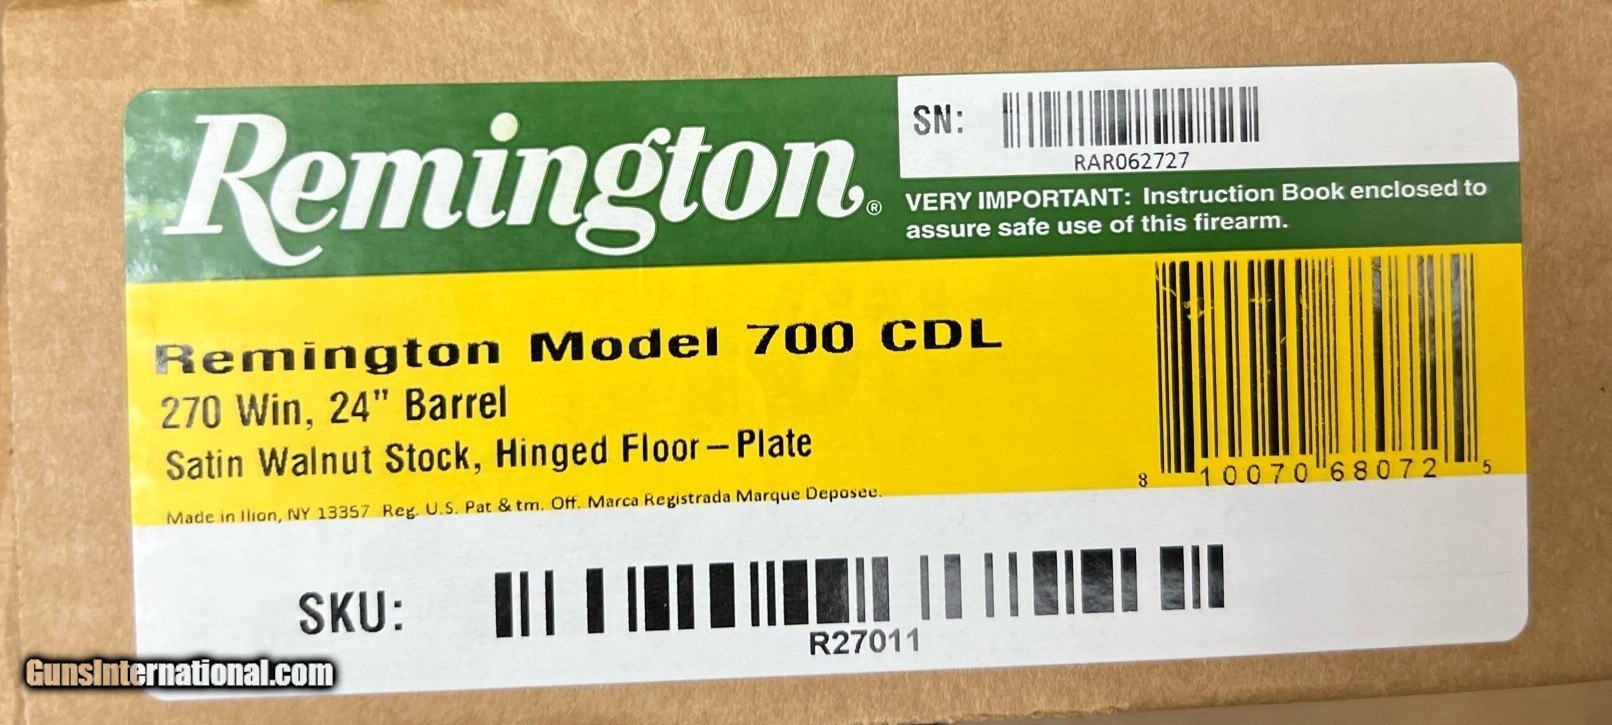 Remington®
SN:
RAR062727
VERY IMPORTANT: Instruction Book enclosed to
assure safe use of this firearm.
Remington Model 700 CDL
270 Win, 24" Barrel
Satin Walnut Stock, Hinged Floor – Plate
Made in Ilion, NY 13357 Reg. U.S. Pat & tm. Off. Marca Registrada Marque Deposee.
8 10070 68072 5
SKU:
R27011
GunsInternational.com